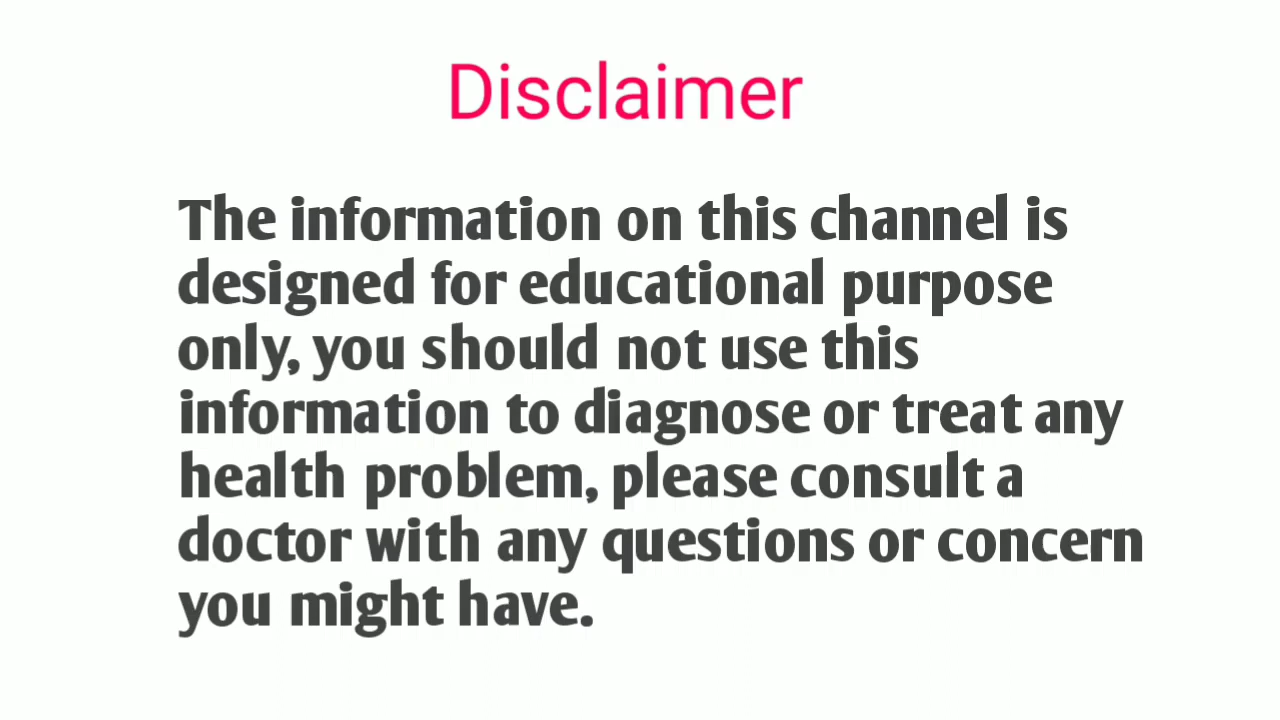 Disclaimer
The information on this channel is
designed for educational purpose
only, you should not use this
information to diagnose or treat any
health problem, please consult a
doctor with any questions or concern
you might have.